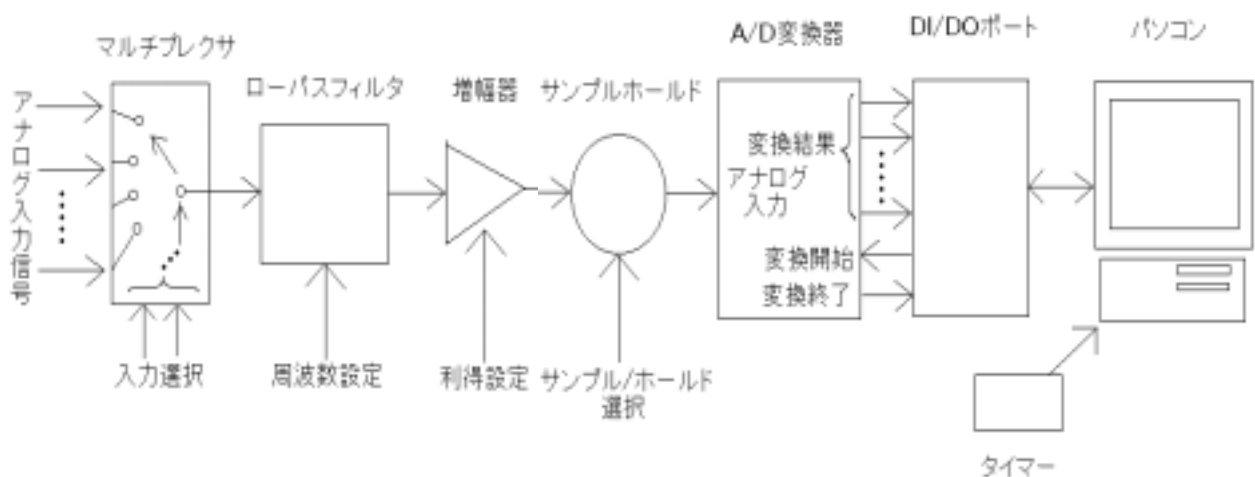 マルチプレクサ
ローパスフィルタ
増幅器
サンプルホールド
A/D変換器
DI/DOポート
パソコン
アナログ入力信号
変換結果
アナログ
入力
変換開始
変換終了
入力選択
周波数設定
利得設定
サンプル/ホールド
選択
タイマー